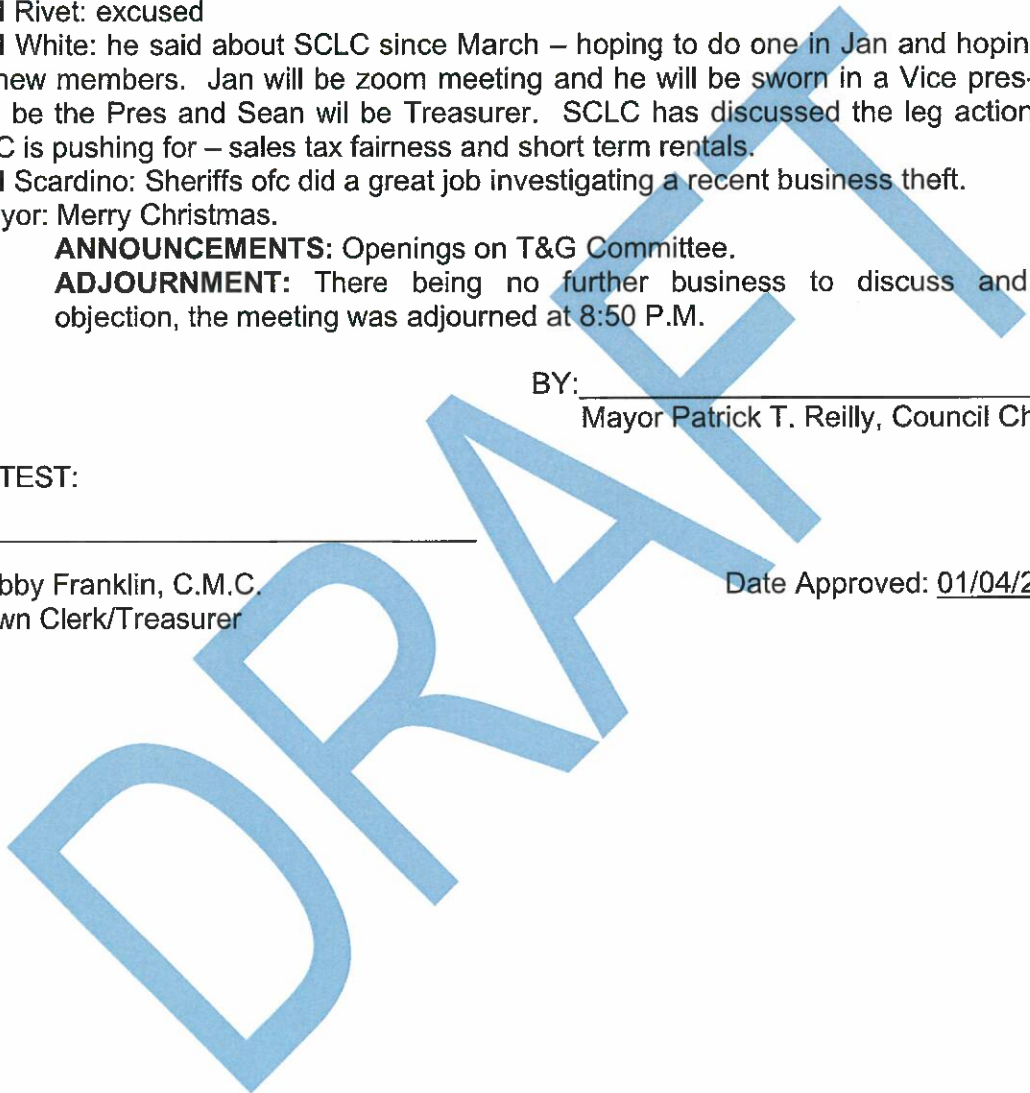 Rivet: excused
White: he said about SCLC since March – hoping to do one in Jan and hopin
new members. Jan will be zoom meeting and he will be sworn in a Vice pres-
be the Pres and Sean wil be Treasurer. SCLC has discussed the leg action
C is pushing for – sales tax fairness and short term rentals.
Scardino: Sheriffs ofc did a great job investigating a recent business theft.
yor: Merry Christmas.
ANNOUNCEMENTS: Openings on T&G Committee.
ADJOURNMENT: There being no further business to discuss and
objection, the meeting was adjourned at 8:50 P.M.
BY:
Mayor Patrick T. Reilly, Council Ch
TEST:
bby Franklin, C.M.C.
Date Approved: 01/04/2
wn Clerk/Treasurer
DRAFT